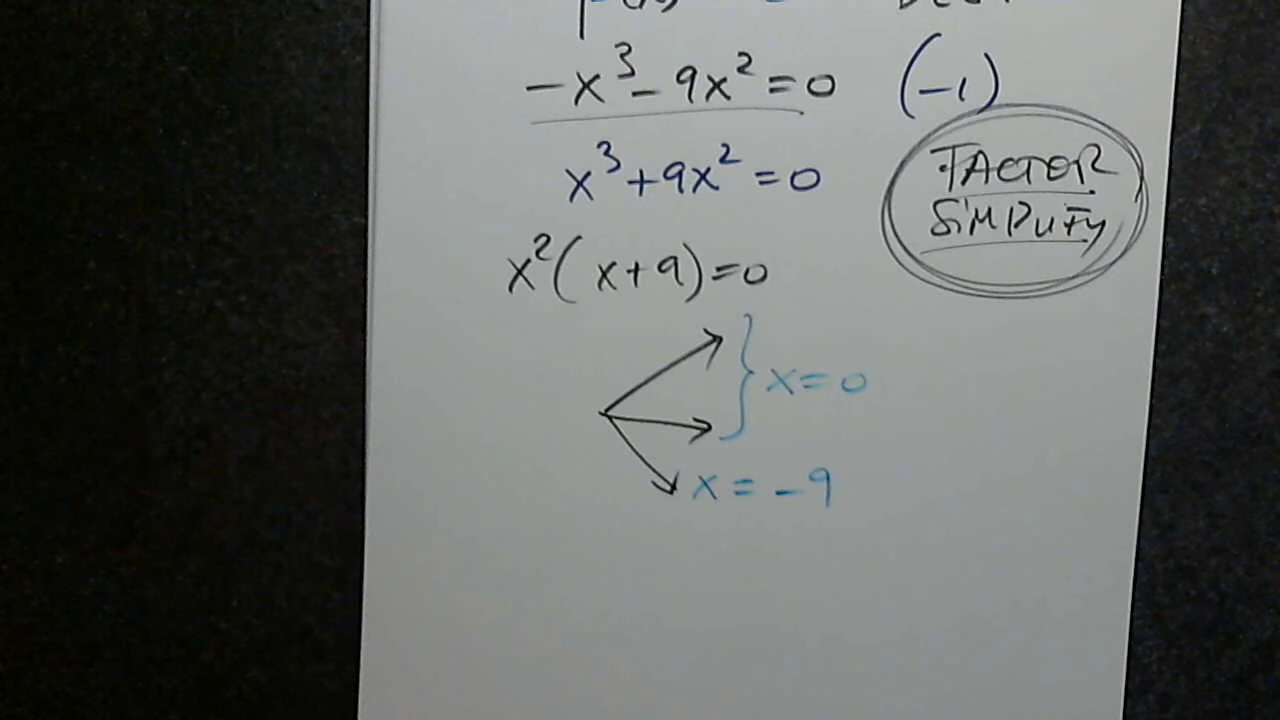 -x³ - 9x² = 0 (-1)
x³ + 9x² = 0
FACTOR
SIMPLIFY
x²(x+9) = 0
x = 0
x = -9